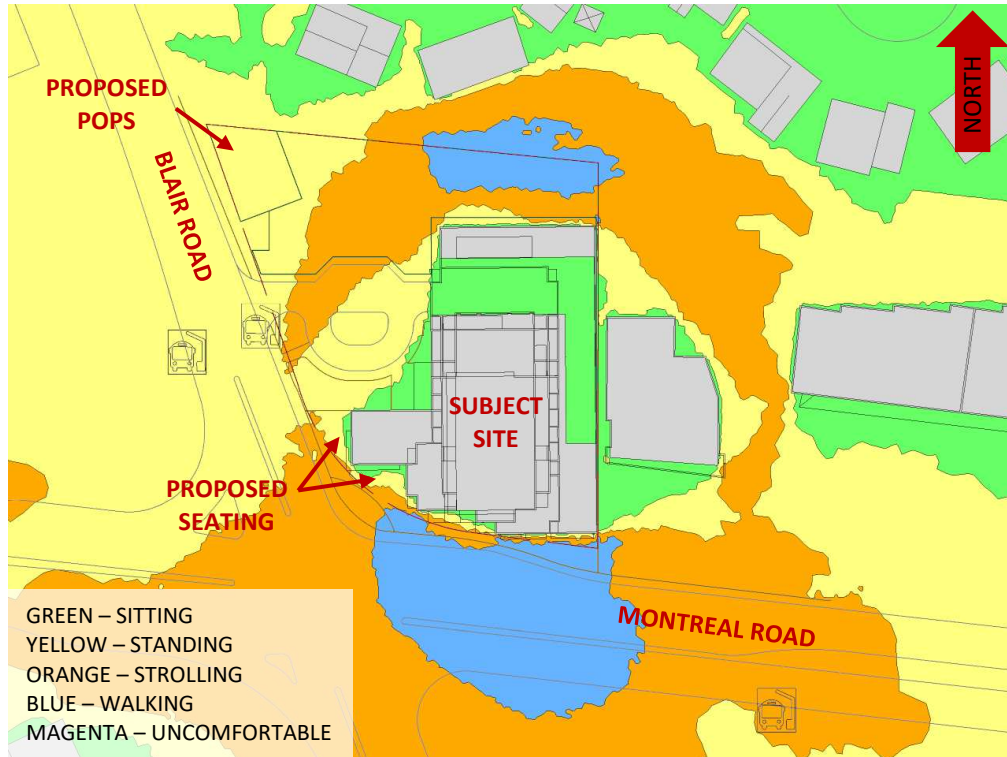 NORTH
PROPOSED
POPS
BLAIR ROAD
SUBJECT
SITE
PROPOSED
SEATING
MONTREAL ROAD
GREEN – SITTING
YELLOW – STANDING
ORANGE – STROLLING
BLUE – WALKING
MAGENTA – UNCOMFORTABLE